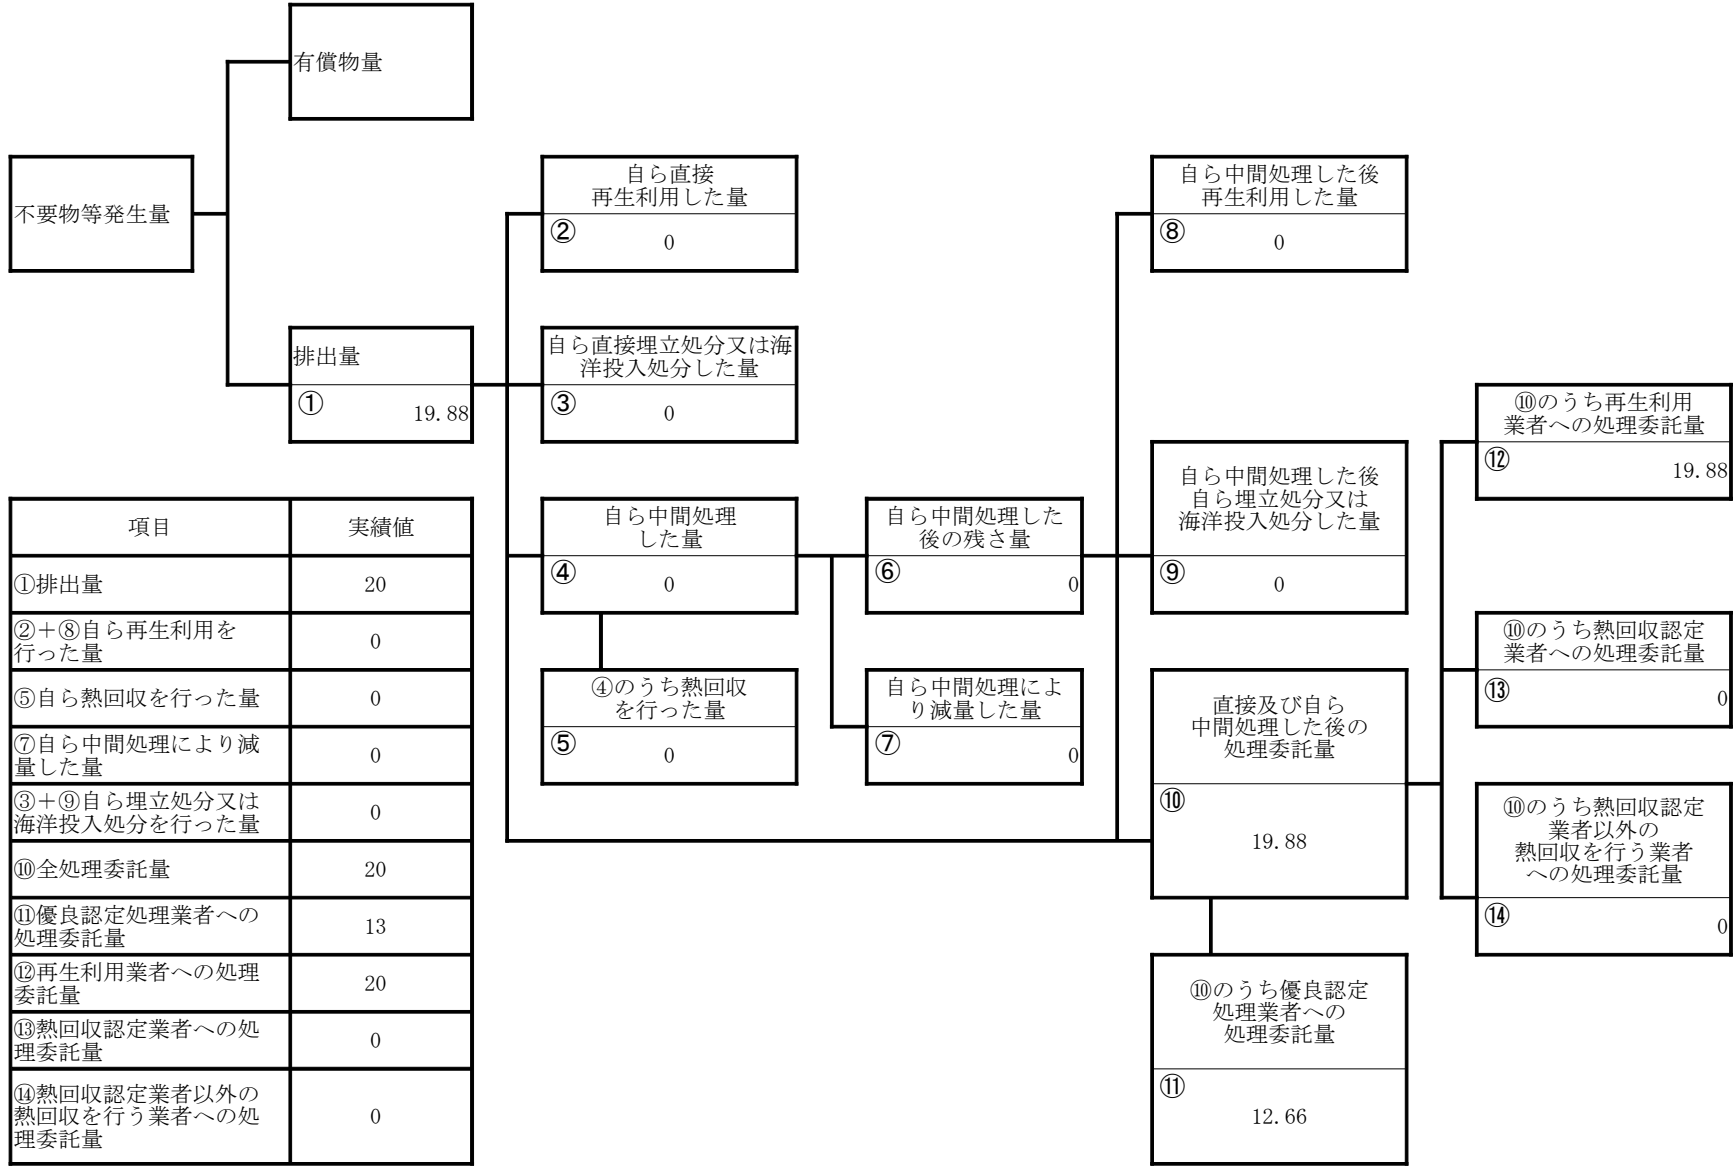 有償物量
不要物等発生量
自ら直接
再生利用した量
②
0
自ら中間処理した後
再生利用した量
⑧
0
排出量
①
19.88
自ら直接埋立処分又は海
洋投入処分した量
③
0
⑩のうち再生利用
業者への処理委託量
⑫
19.88
自ら中間処理
した量
④
0
自ら中間処理した
後の残さ量
⑥
0
自ら中間処理した後
自ら埋立処分又は
海洋投入処分した量
⑨
0
⑩のうち熱回収認定
業者への処理委託量
⑬
0
④のうち熱回収
を行った量
⑤
0
自ら中間処理によ
り減量した量
⑦
0
直接及び自ら
中間処理した後の
処理委託量
⑩
19.88
⑩のうち熱回収認定
業者以外の
熱回収を行う業者
への処理委託量
⑭
0
⑩のうち優良認定
処理業者への
処理委託量
⑪
12.66
項目 実績値
①排出量 20
②+⑧自ら再生利用を
行った量 0
⑤自ら熱回収を行った量 0
⑦自ら中間処理により減
量した量 0
③+⑨自ら埋立処分又は
海洋投入処分を行った量 0
⑩全処理委託量 20
⑪優良認定処理業者への
処理委託量 13
⑫再生利用業者への処理
委託量 20
⑬熱回収認定業者への処
理委託量 0
⑭熱回収認定業者以外の
熱回収を行う業者への処
理委託量 0